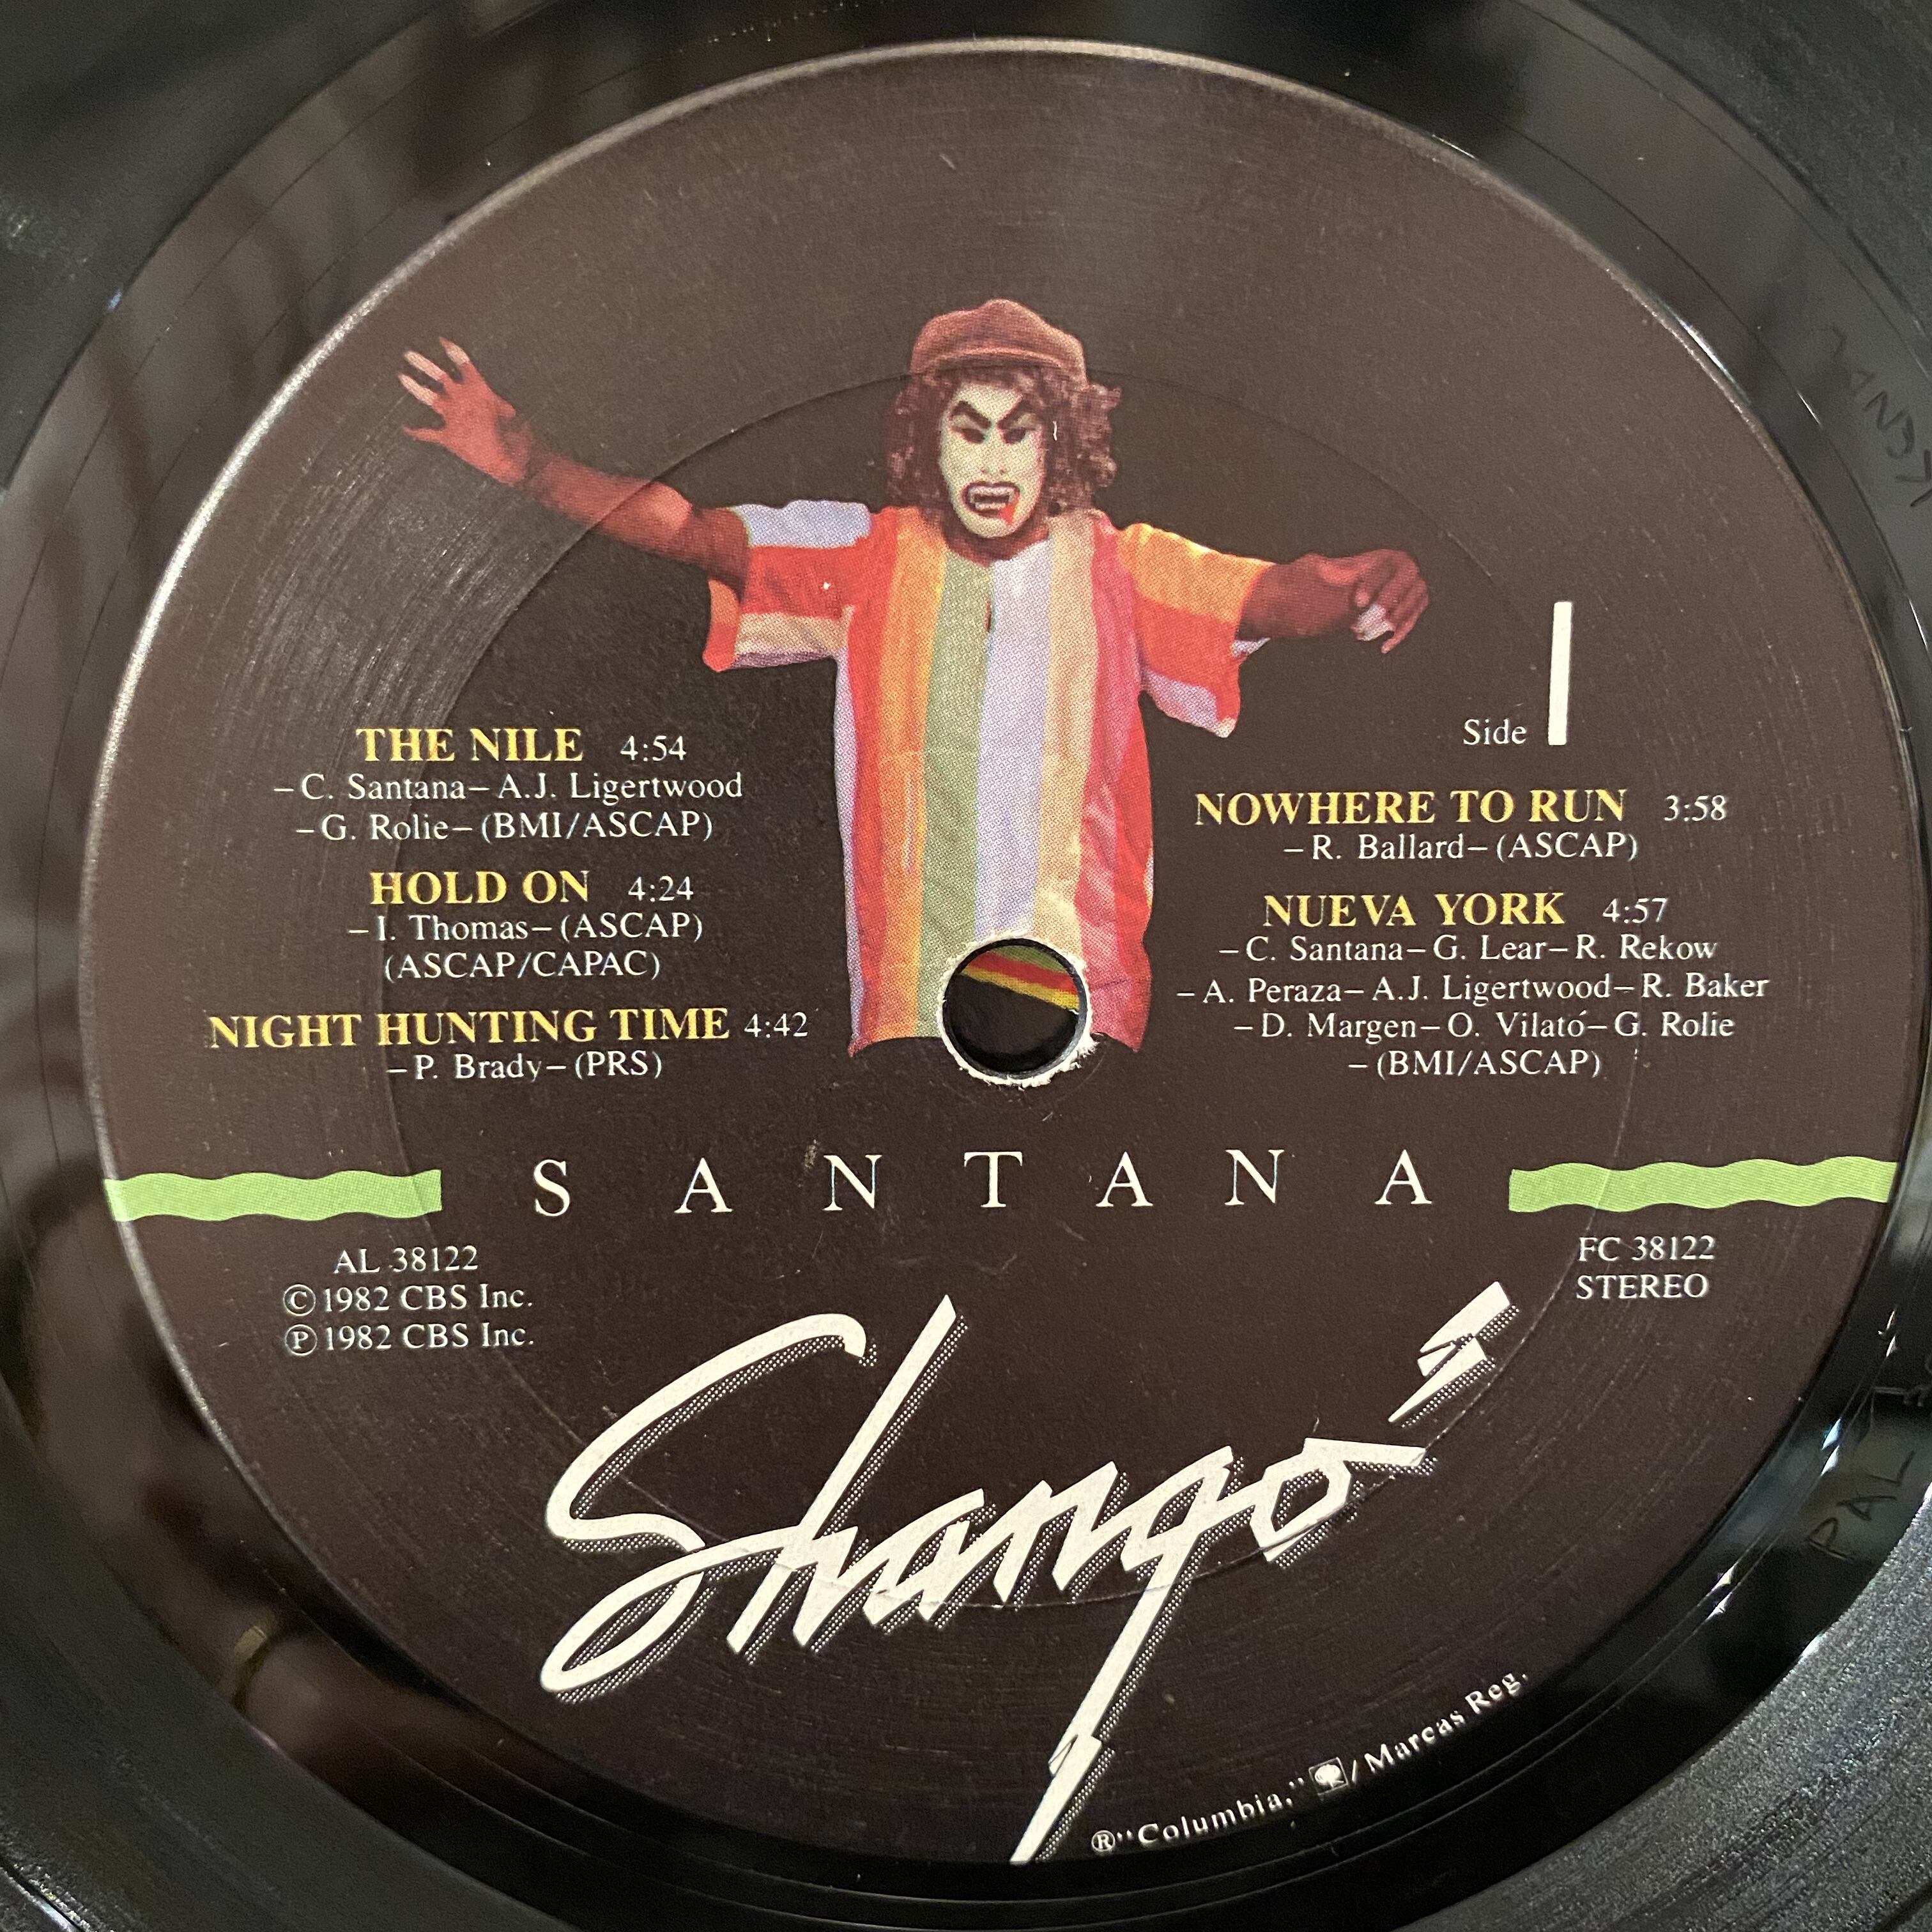 THE NILE 4:54
–C. Santana–A.J. Ligertwood
–G. Rolie–(BMI/ASCAP)
HOLD ON 4:24
–I. Thomas–(ASCAP)
(ASCAP/CAPAC)
NIGHT HUNTING TIME 4:42
–P. Brady–(PRS)
Side 1
NOWHERE TO RUN 3:58
–R. Ballard–(ASCAP)
NUEVA YORK 4:57
–C. Santana–G. Lear–R. Rekow
–A. Peraza–A.J. Ligertwood–R. Baker
–D. Margen–O. Vilató–G. Rolie
–(BMI/ASCAP)
SANTANA
AL 38122
©1982 CBS Inc.
℗1982 CBS Inc.
FC 38122
STEREO
Shangó
®"Columbia," / Marcas Reg.